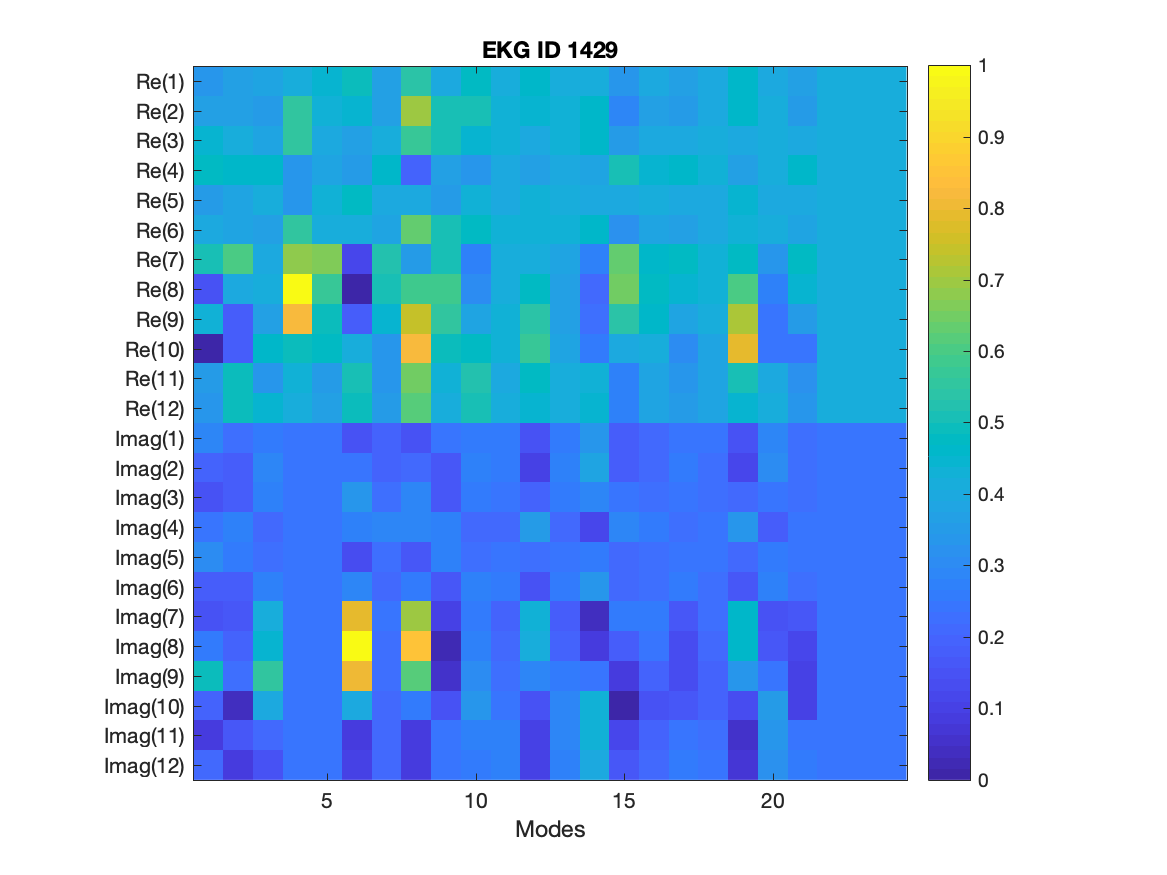 EKG ID 1429
Re(1)
Re(2)
Re(3)
Re(4)
Re(5)
Re(6)
Re(7)
Re(8)
Re(9)
Re(10)
Re(11)
Re(12)
Imag(1)
Imag(2)
Imag(3)
Imag(4)
Imag(5)
Imag(6)
Imag(7)
Imag(8)
Imag(9)
Imag(10)
Imag(11)
Imag(12)
5 10 15 20
Modes
1
0.9
0.8
0.7
0.6
0.5
0.4
0.3
0.2
0.1
0